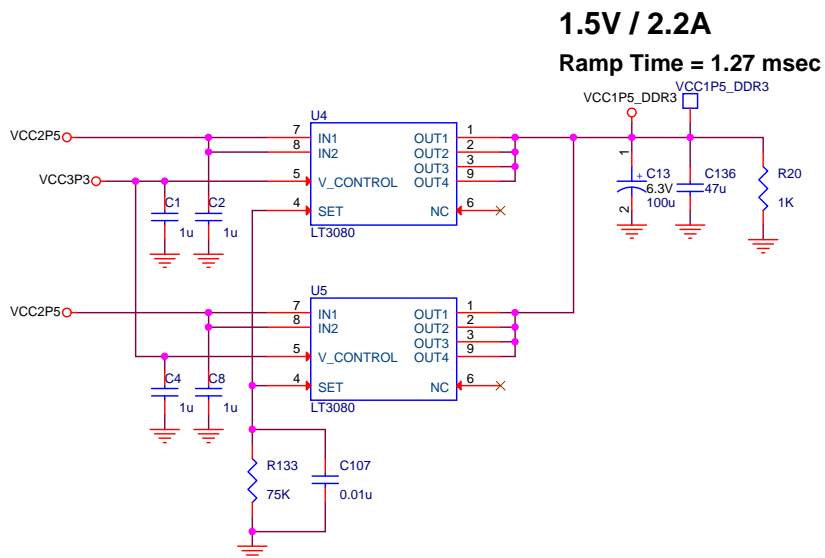 1.5V / 2.2A
Ramp Time = 1.27 msec
VCC1P5_DDR3
VCC1P5_DDR3
U4
VCC2P5
7 IN1 OUT1 1
8 IN2 OUT2 2
OUT3 3
VCC3P3
5 V_CONTROL OUT4 9
4 SET NC 6
LT3080
C1
1u
C2
1u
1
2
+
C13
6.3V
100u
C136
47u
R20
1K
U5
VCC2P5
7 IN1 OUT1 1
8 IN2 OUT2 2
OUT3 3
5 V_CONTROL OUT4 9
4 SET NC 6
LT3080
C4
1u
C8
1u
R133
75K
C107
0.01u